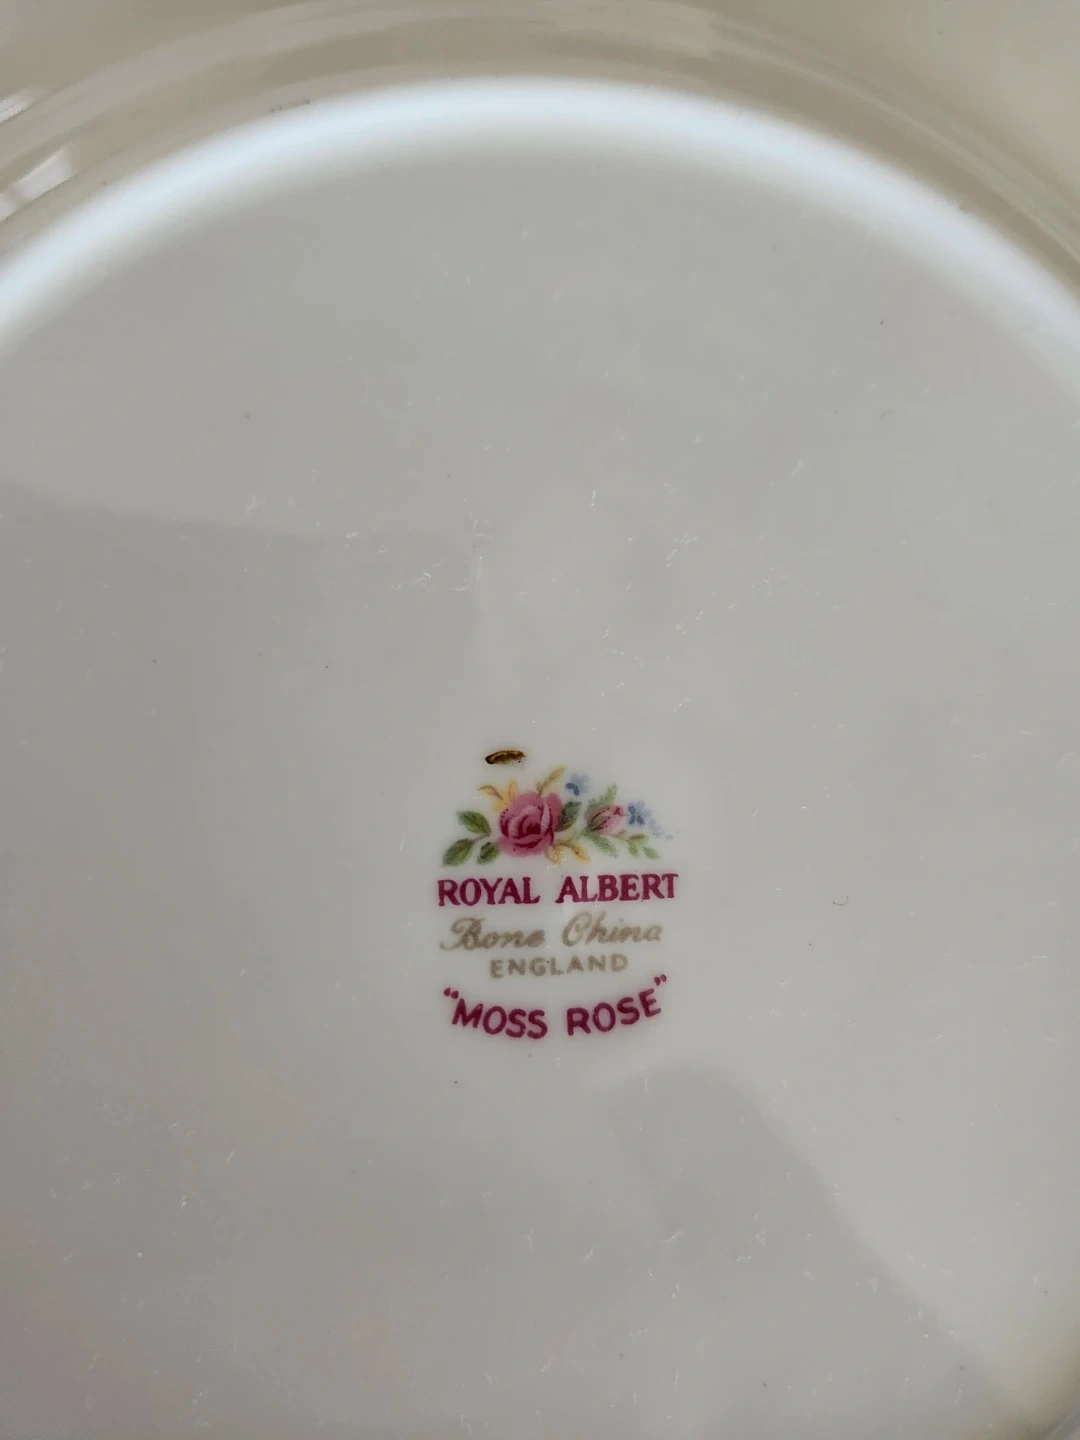 ROYAL ALBERT
Bone China
ENGLAND
"MOSS ROSE"